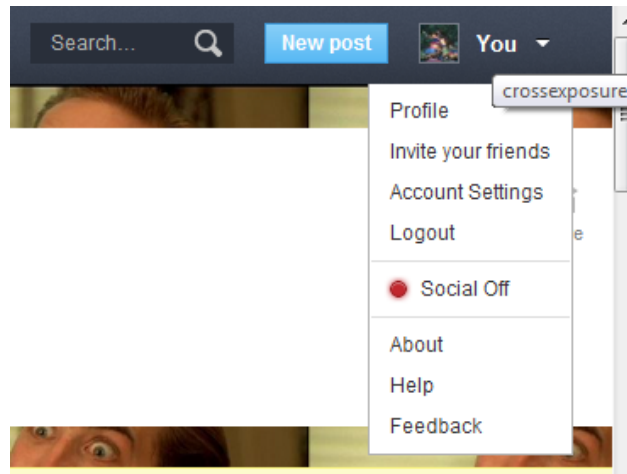 Search... New post You
crossexposure
Profile
Invite your friends
Account Settings
Logout
e
Social Off
About
Help
Feedback